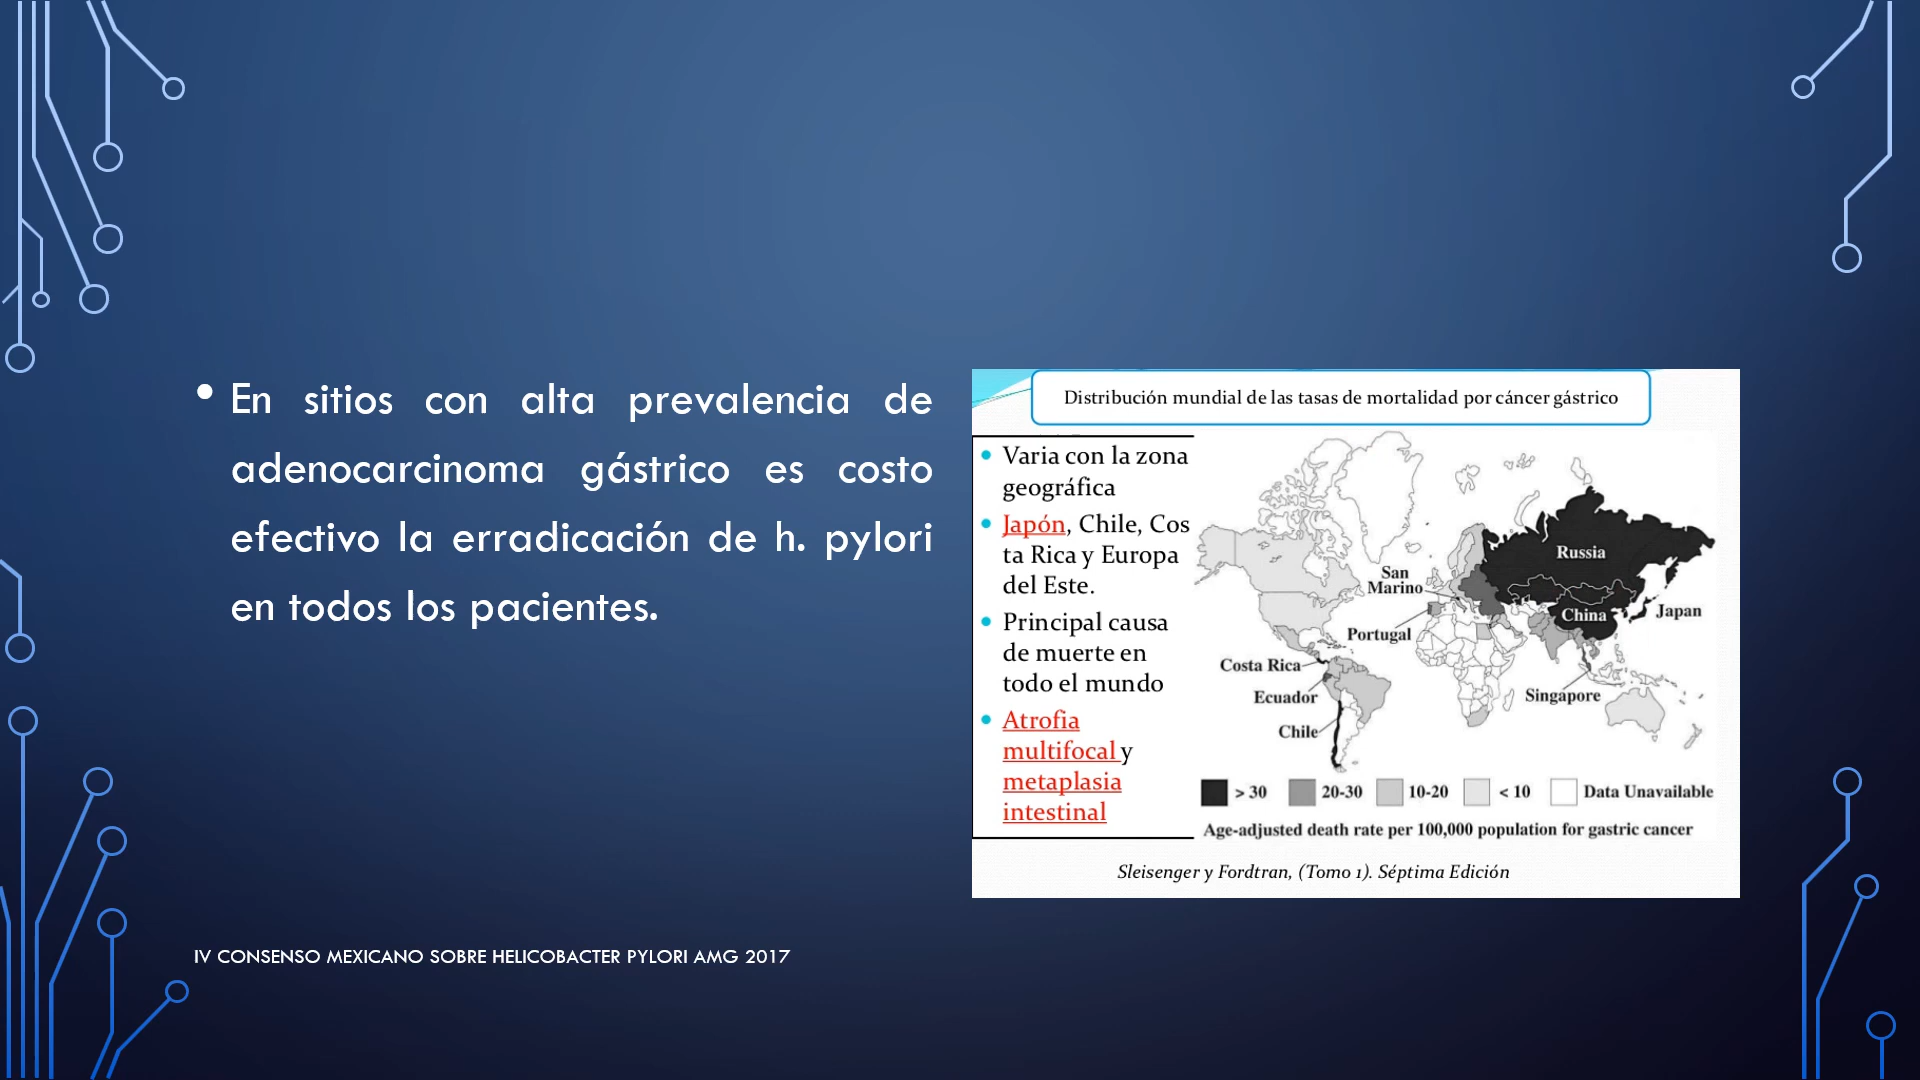 • En sitios con alta prevalencia de
adenocarcinoma gástrico es costo
efectivo la erradicación de h. pylori
en todos los pacientes.
Distribución mundial de las tasas de mortalidad por cáncer gástrico
• Varia con la zona
geográfica
• Japón, Chile, Cos
ta Rica y Europa
del Este.
• Principal causa
de muerte en
todo el mundo
• Atrofia
multifocal y
metaplasia
intestinal
Russia
San
Marino
China
Japan
Portugal
Costa Rica
Ecuador
Singapore
Chile
> 30 20-30 10-20 < 10 Data Unavailable
Age-adjusted death rate per 100,000 population for gastric cancer
Sleisenger y Fordtran, (Tomo 1). Séptima Edición
IV CONSENSO MEXICANO SOBRE HELICOBACTER PYLORI AMG 2017